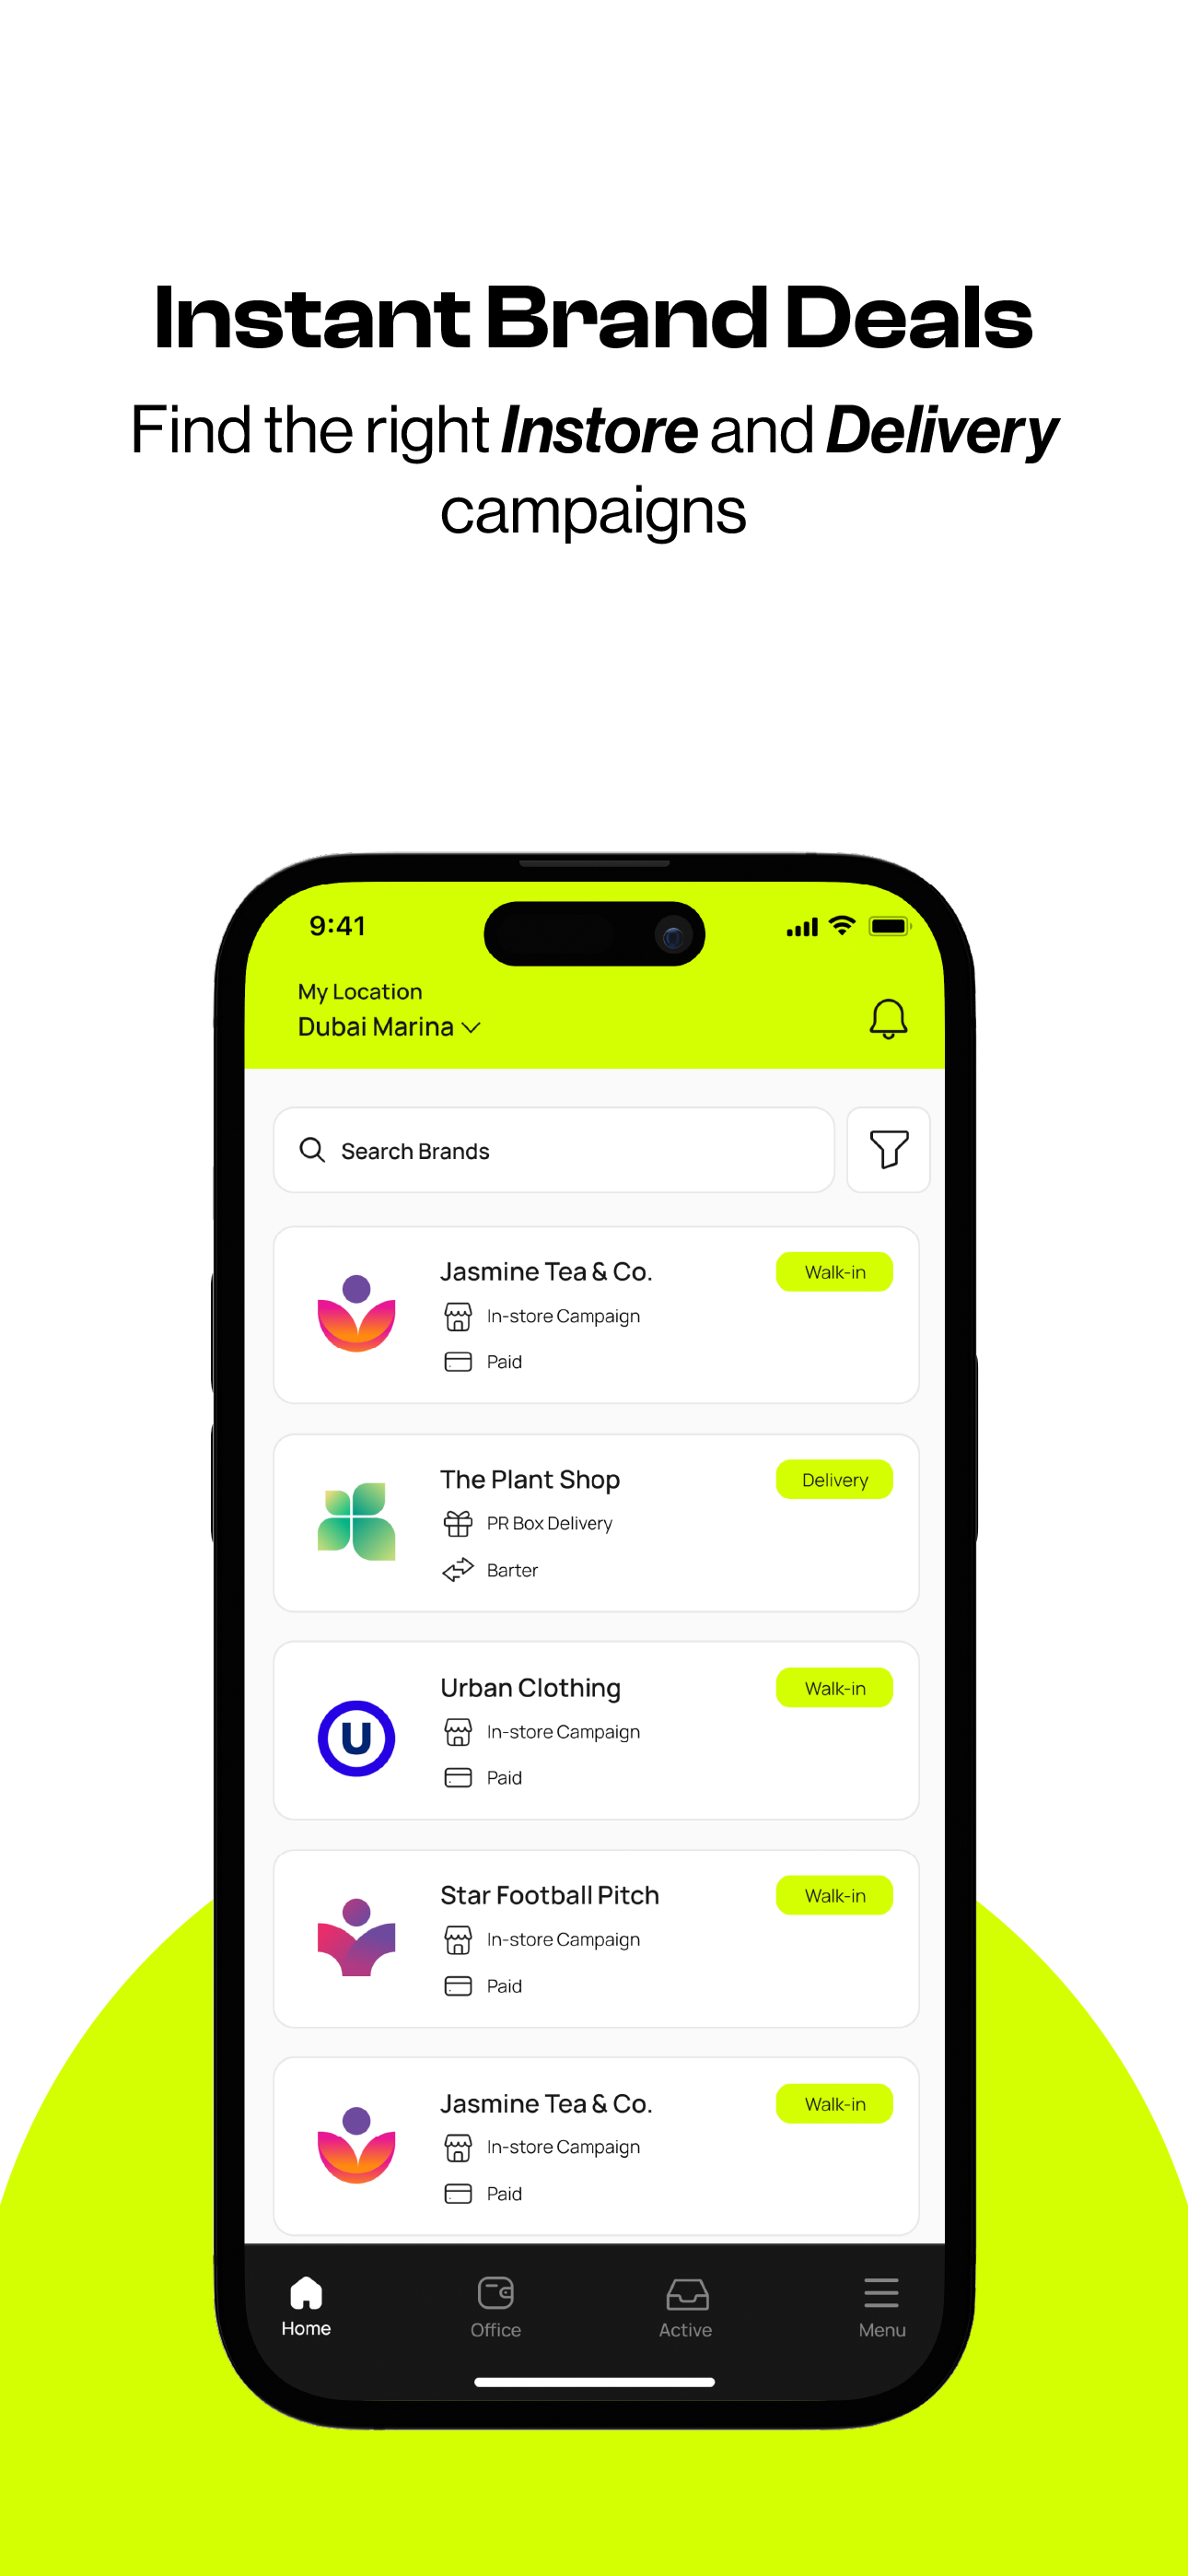 Instant Brand Deals
Find the right Instore and Delivery
campaigns
9:41
My Location
Dubai Marina
Search Brands
Jasmine Tea & Co.
Walk-in
In-store Campaign
Paid
The Plant Shop
Delivery
PR Box Delivery
Barter
Urban Clothing
Walk-in
U
In-store Campaign
Paid
Star Football Pitch
Walk-in
In-store Campaign
Paid
Jasmine Tea & Co.
Walk-in
In-store Campaign
Paid
Home
Office
Active
Menu